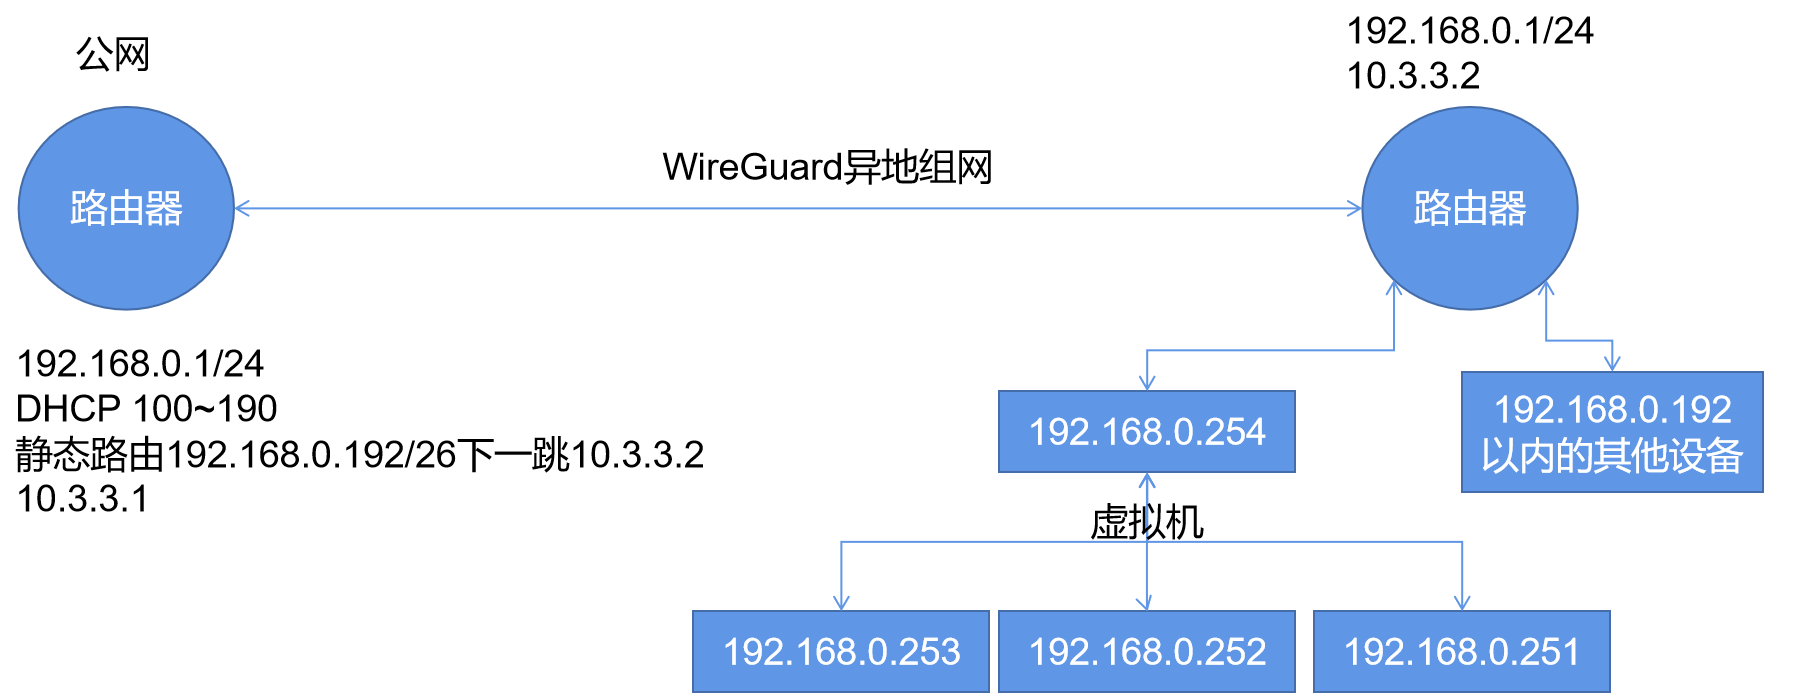 公网
192.168.0.1/24
10.3.3.2
路由器
WireGuard异地组网
路由器
192.168.0.1/24
DHCP 100~190
静态路由192.168.0.192/26下一跳10.3.3.2
10.3.3.1
192.168.0.254
192.168.0.192
以内的其他设备
虚拟机
192.168.0.253
192.168.0.252
192.168.0.251